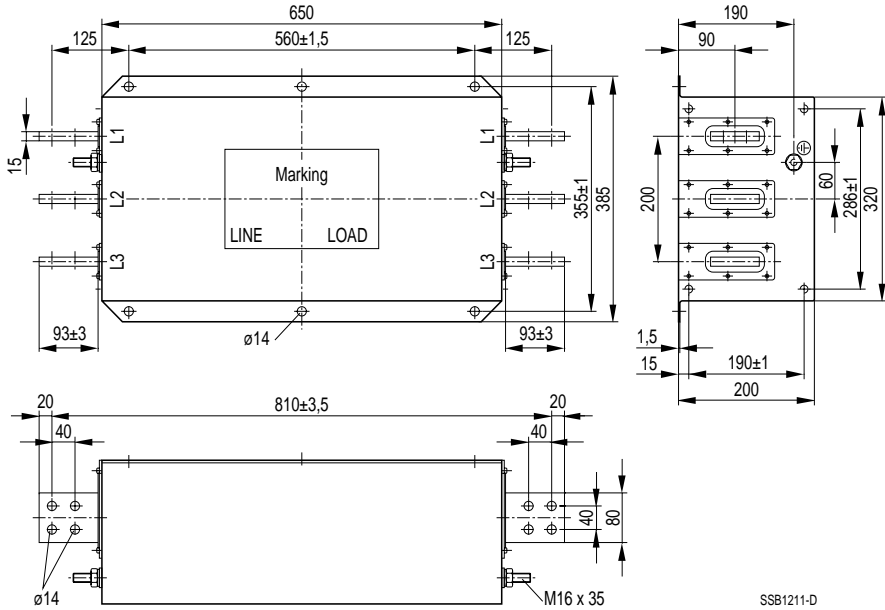 650
125
560±1,5
125
190
90
15
L1
L1
L2
L2
L3
L3
Marking
LINE
LOAD
355±1
385
200
60
286±1
320
93±3
ø14
93±3
1,5
15
190±1
200
20
810±3,5
20
40
40
40
80
ø14
M16 x 35
SSB1211-D